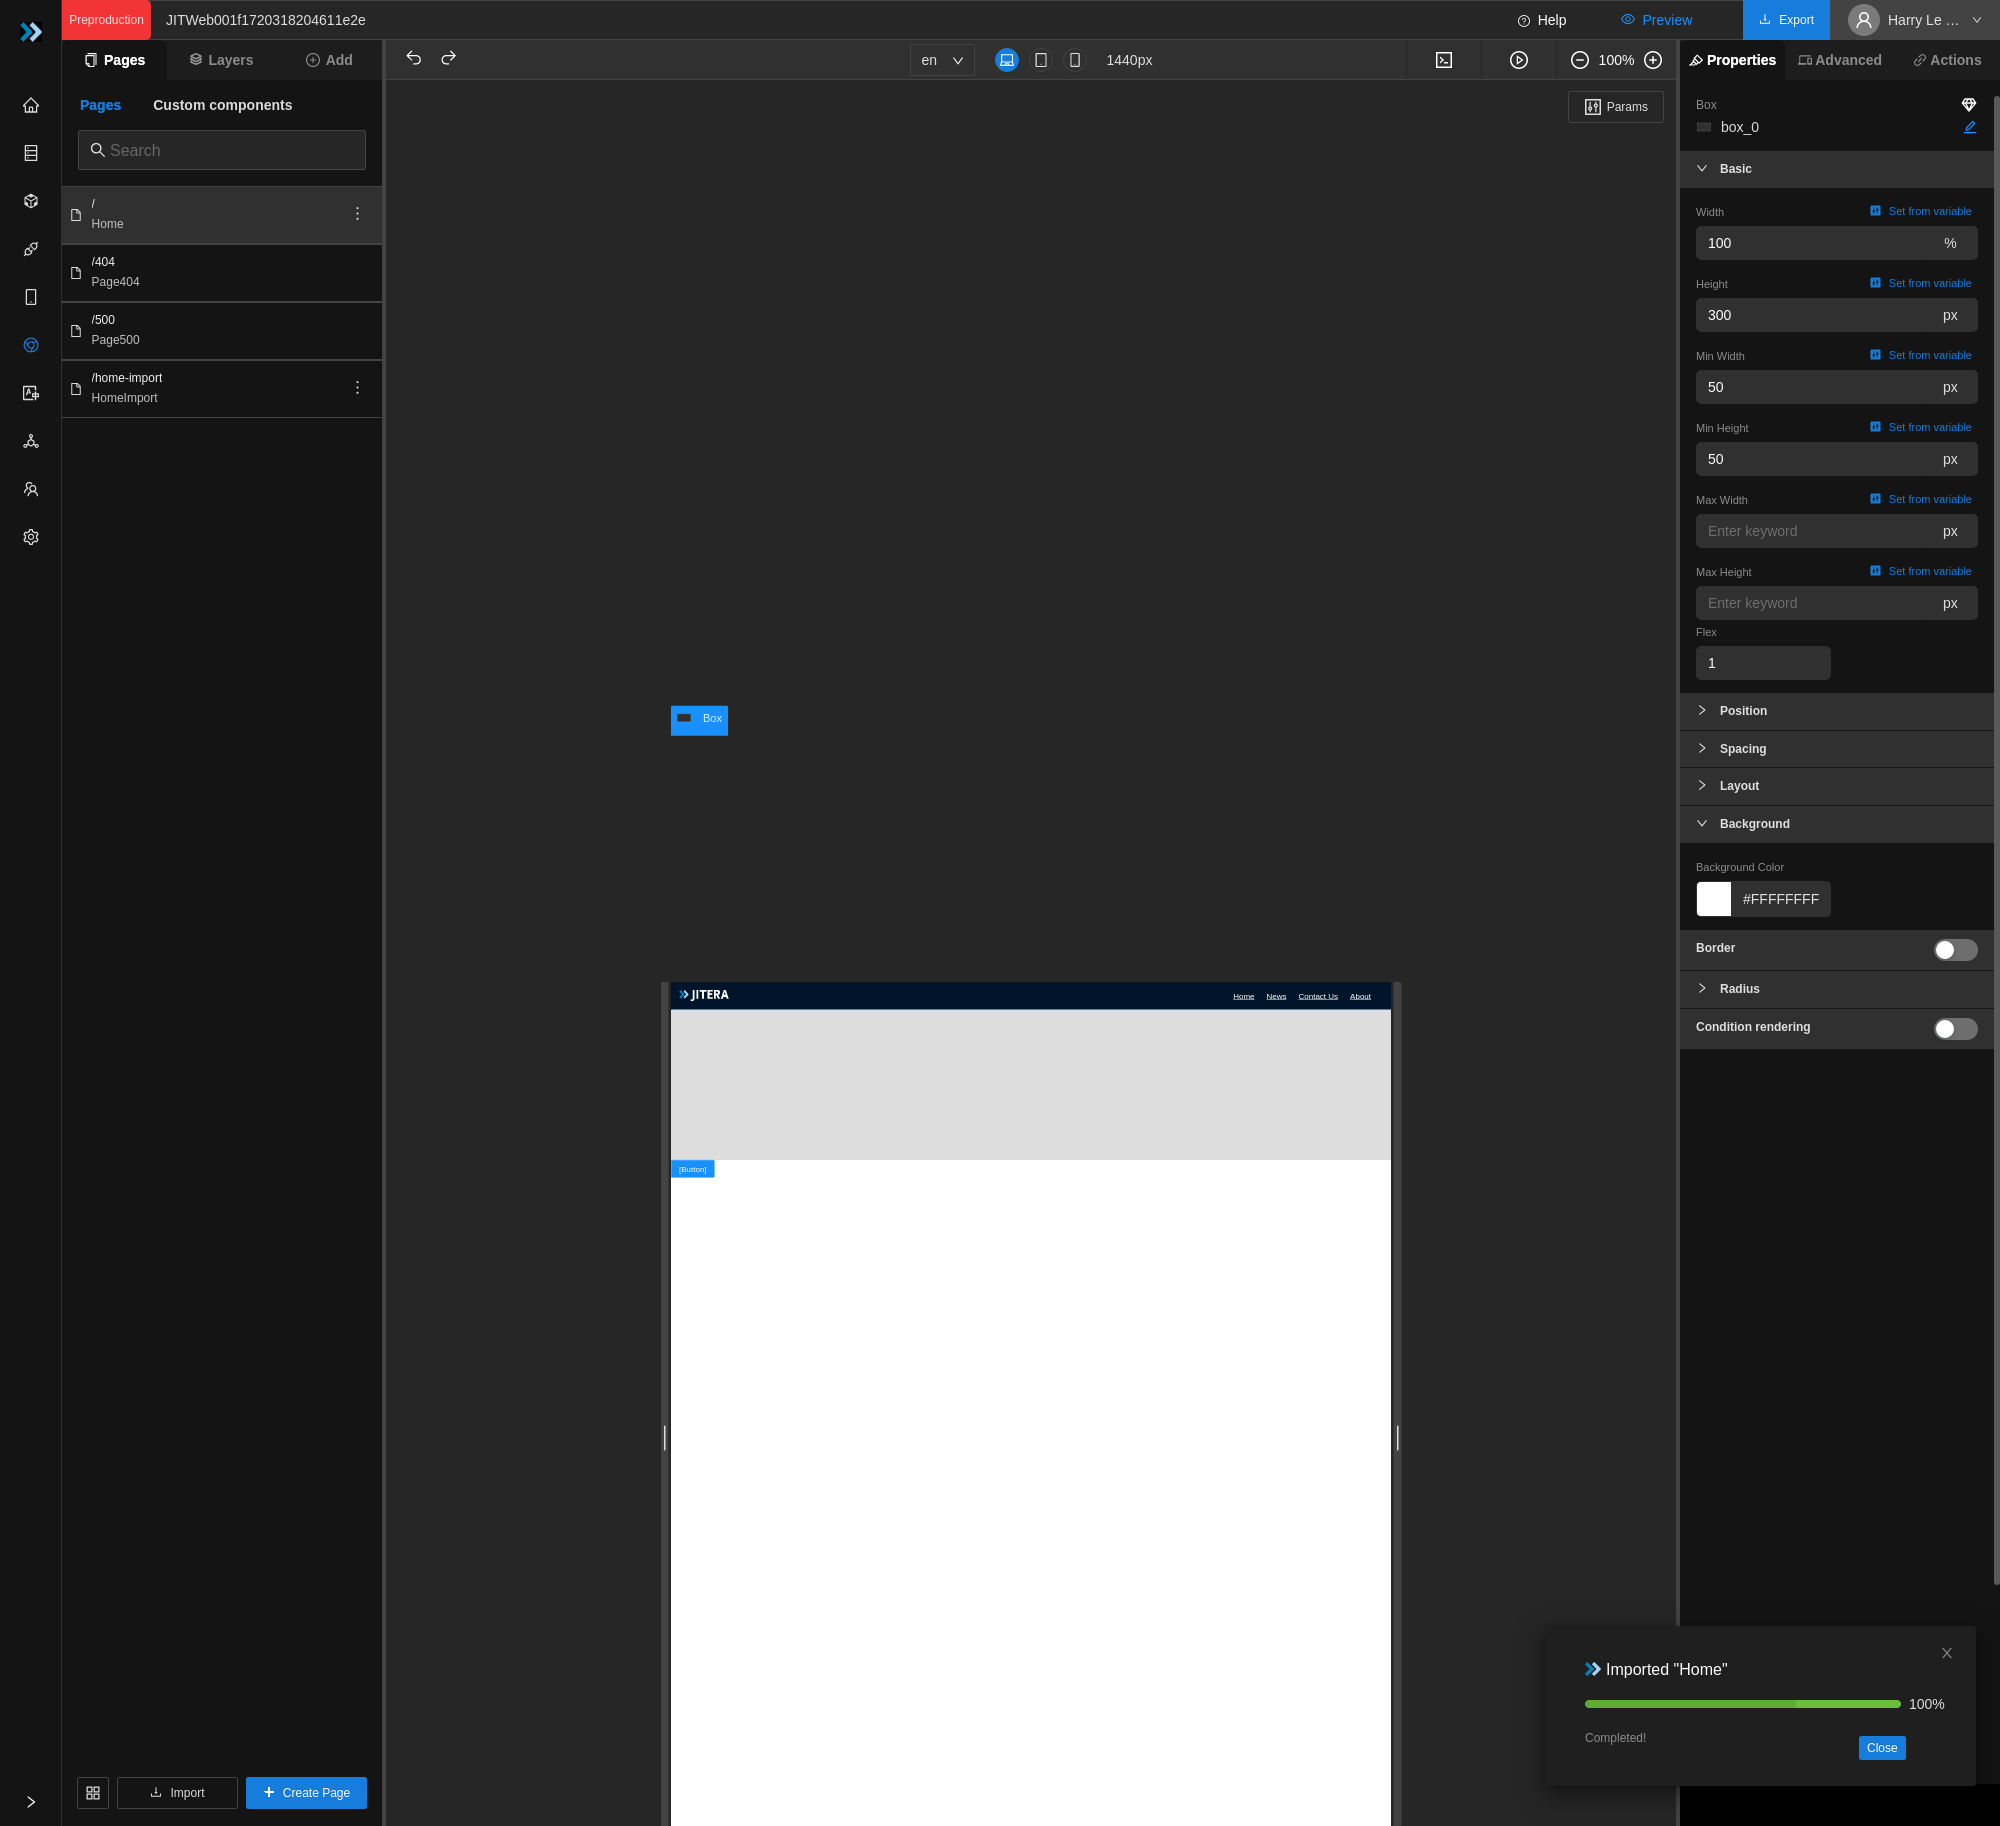 Preproduction
JITWeb001f1720318204611e2e
Help
Preview
Export
Harry Le ...
Pages
Layers
Add
en
1440px
100%
Properties
Advanced
Actions
Pages
Custom components
Search
/
Home
/404
Page404
/500
Page500
/home-import
HomeImport
Import
Create Page
Params
Box
JITERA
Home
News
Contact Us
About
[Button]
Box
box_0
Basic
Width
Set from variable
100
%
Height
Set from variable
300
px
Min Width
Set from variable
50
px
Min Height
Set from variable
50
px
Max Width
Set from variable
Enter keyword
px
Max Height
Set from variable
Enter keyword
px
Flex
1
Position
Spacing
Layout
Background
Background Color
#FFFFFFFF
Border
Radius
Condition rendering
Imported "Home"
100%
Completed!
Close